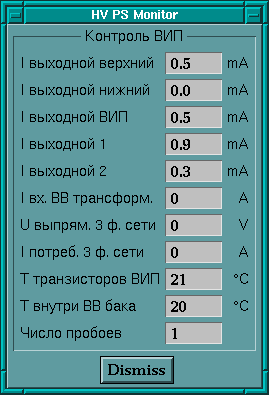 HV PS Monitor
Контроль ВИП
I выходной верхний 0.5 mA
I выходной нижний 0.0 mA
I выходной ВИП 0.5 mA
I выходной 1 0.9 mA
I выходной 2 0.3 mA
I вх. ВВ трансформ. 0 A
U выпрям. 3 ф. сети 0 V
I потреб. 3 ф. сети 0 A
T транзисторов ВИП 21 °C
T внутри ВВ бака 20 °C
Число пробоев 1
Dismiss